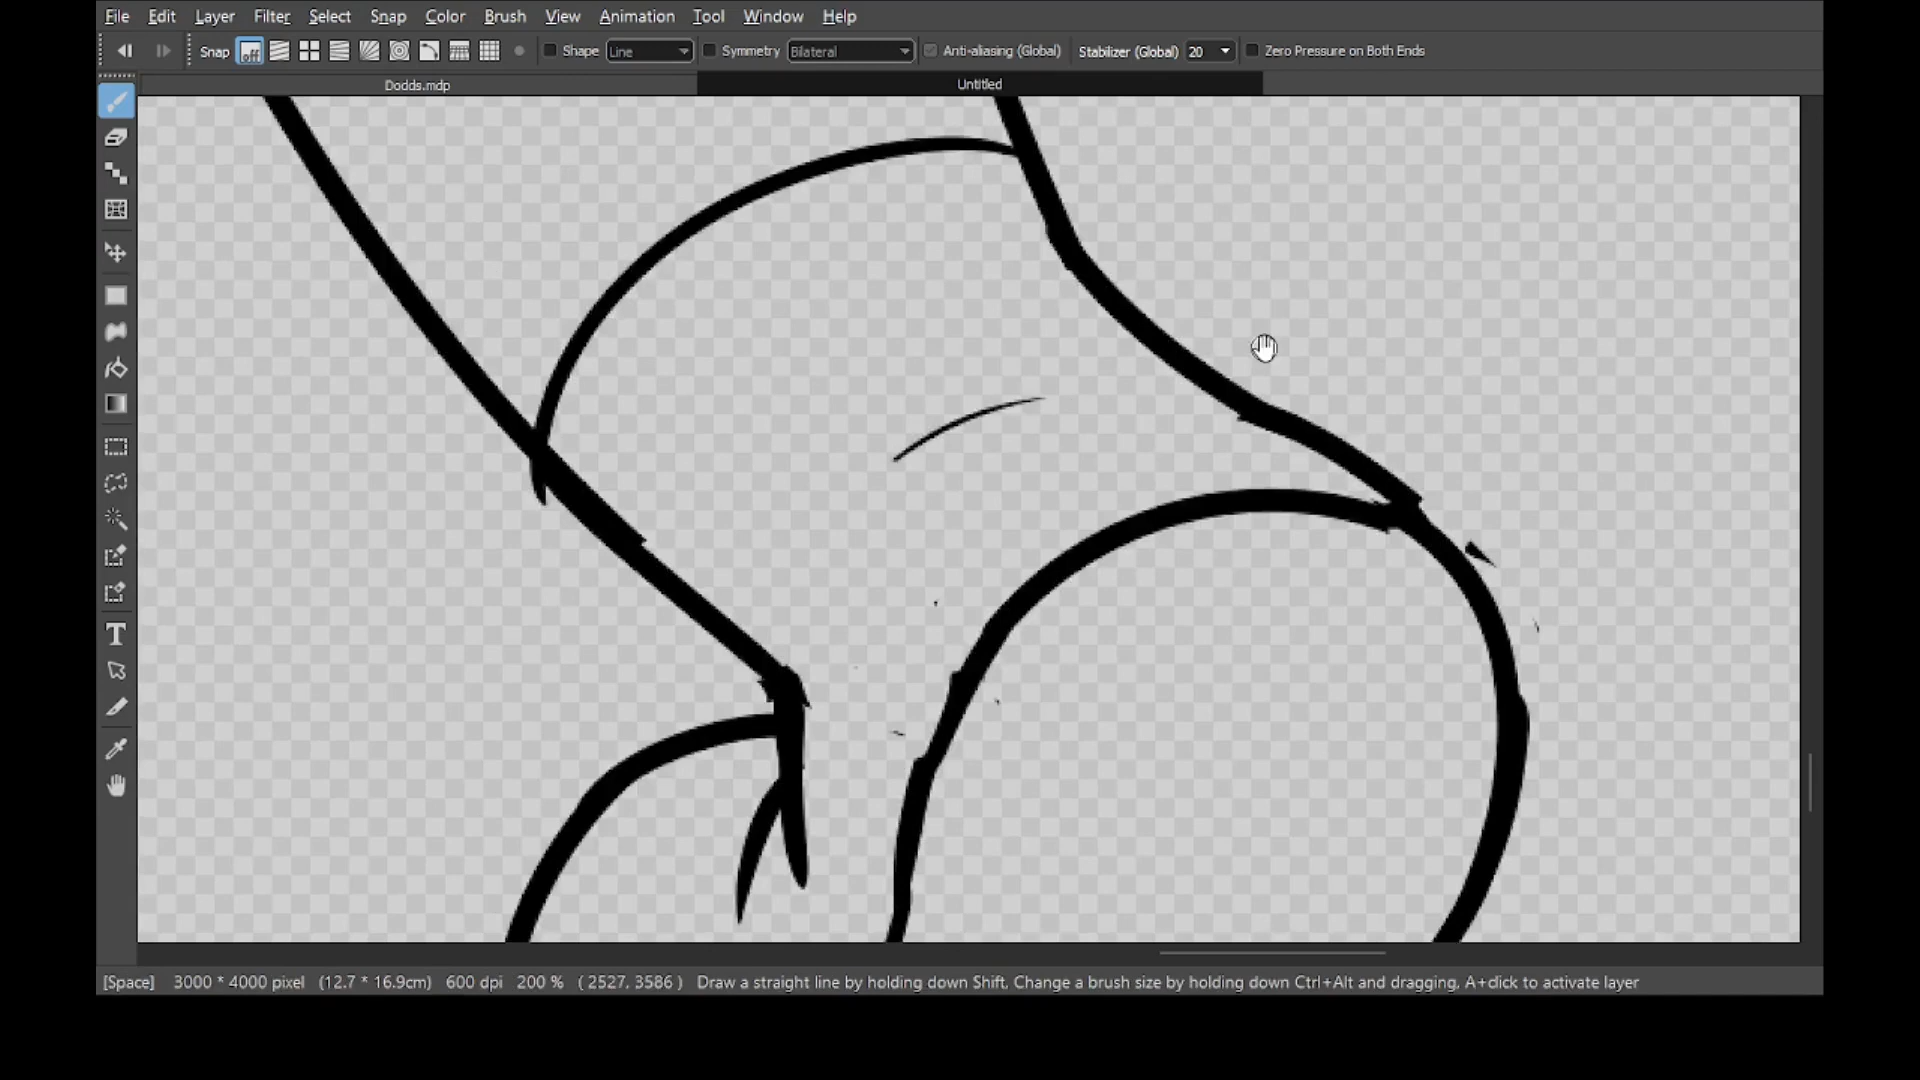 File Edit Layer Filter Select Snap Color Brush View Animation Tool Window Help
Snap off Shape Line Symmetry Bilateral Anti-aliasing (Global) Stabilizer (Global) 20 Zero Pressure on Both Ends
Dodds.mdp Untitled
T
[Space] 3000 * 4000 pixel (12.7 * 16.9cm) 600 dpi 200 % ( 2527, 3586 ) Draw a straight line by holding down Shift, Change a brush size by holding down Ctrl+Alt and dragging, A+click to activate layer